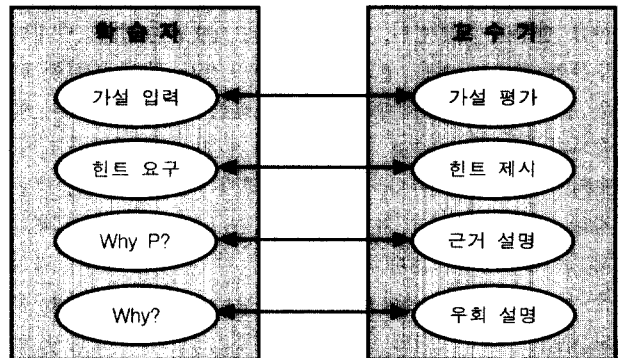 학 습 자
교 수 기
가설 입력
가설 평가
힌트 요구
힌트 제시
Why P?
근거 설명
Why?
우회 설명